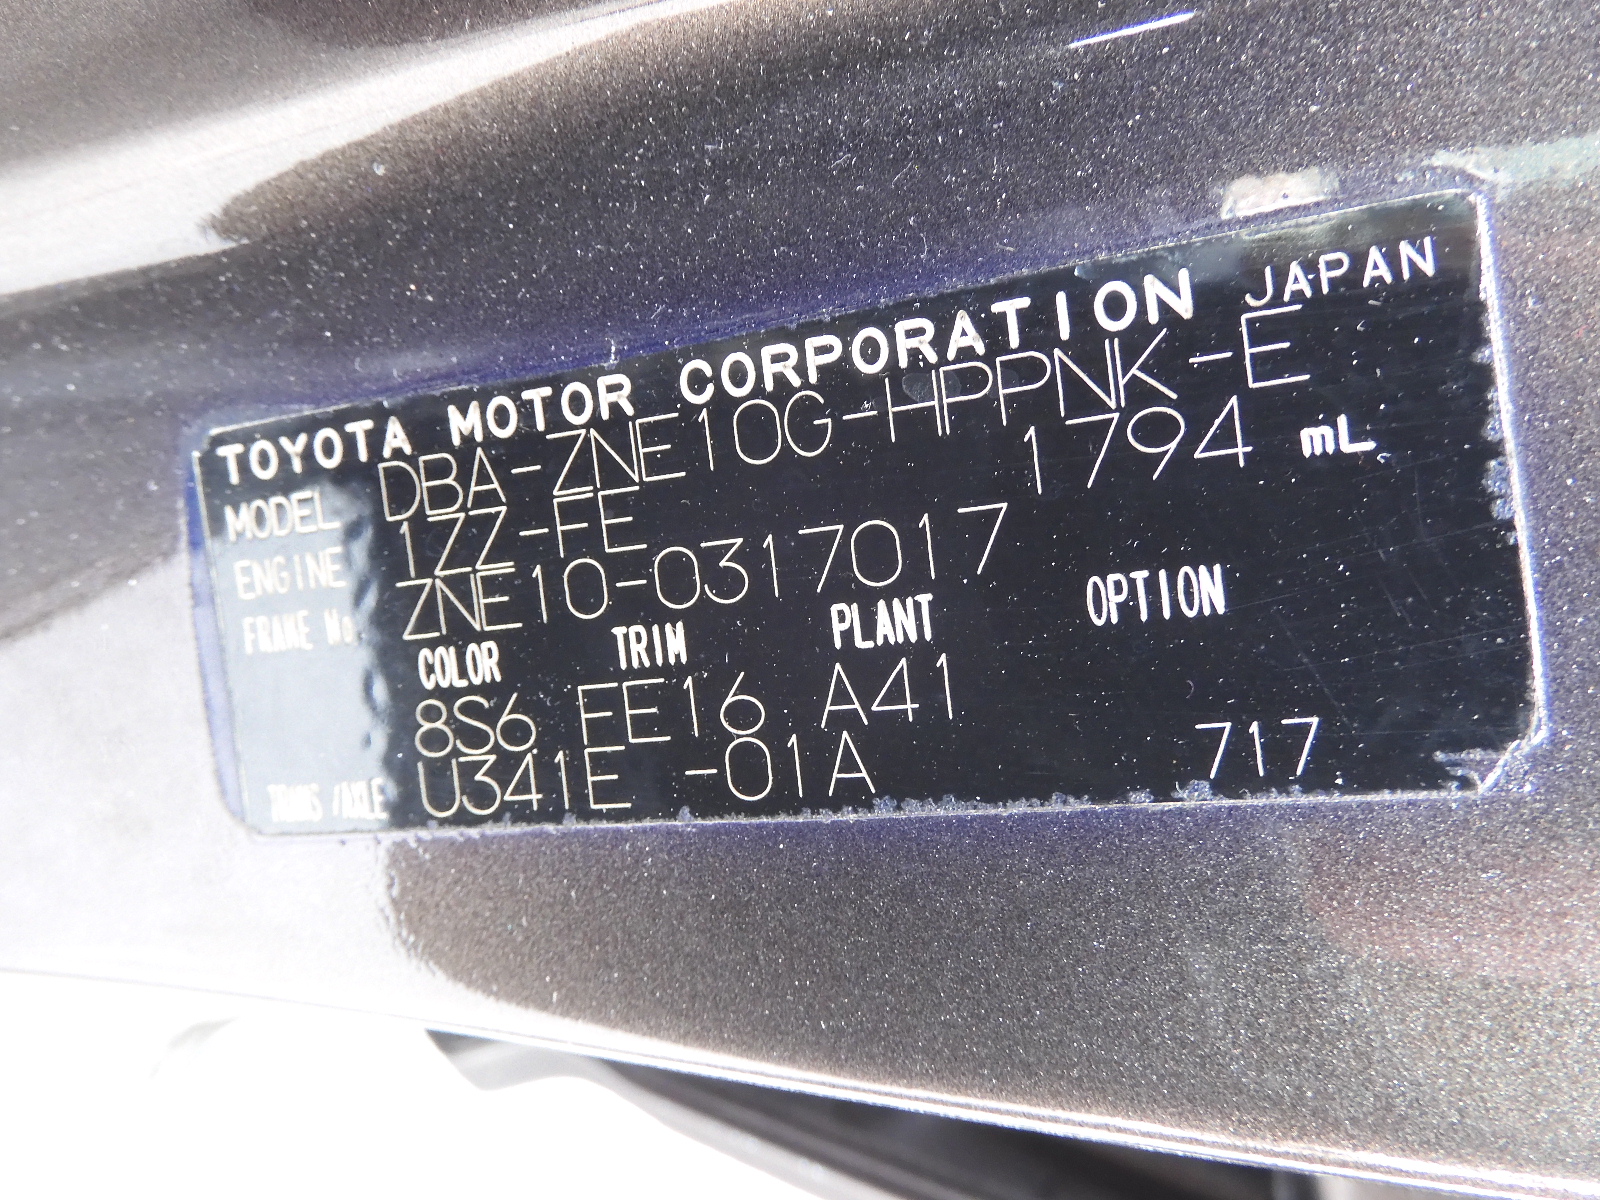 TOYOTA MOTOR CORPORATION JAPAN
MODEL DBA-ZNE10G-HPPNK-E
ENGINE 1ZZ-FE 1794 mL
FRAME No. ZNE10-0317017
COLOR TRIM PLANT OPTION
8S6 FE16 A41
TRANS/AXLE U341E -01A 717